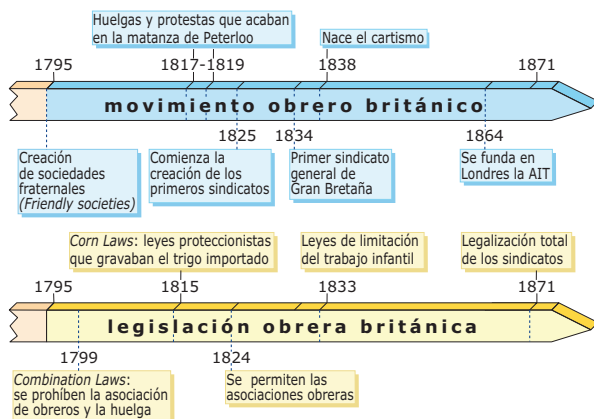 Huelgas y protestas que acaban
en la matanza de Peterloo
Nace el cartismo
1795
1817-1819
1838
1871
movimiento obrero británico
1825
1834
1864
Creación
de sociedades
fraternales
(Friendly societies)
Comienza la
creación de los
primeros sindicatos
Primer sindicato
general de
Gran Bretaña
Se funda en
Londres la AIT
Corn Laws: leyes proteccionistas
que gravaban el trigo importado
Leyes de limitación
del trabajo infantil
Legalización total
de los sindicatos
1795
1815
1833
1871
legislación obrera británica
1799
1824
Combination Laws:
se prohíben la asociación
de obreros y la huelga
Se permiten las
asociaciones obreras